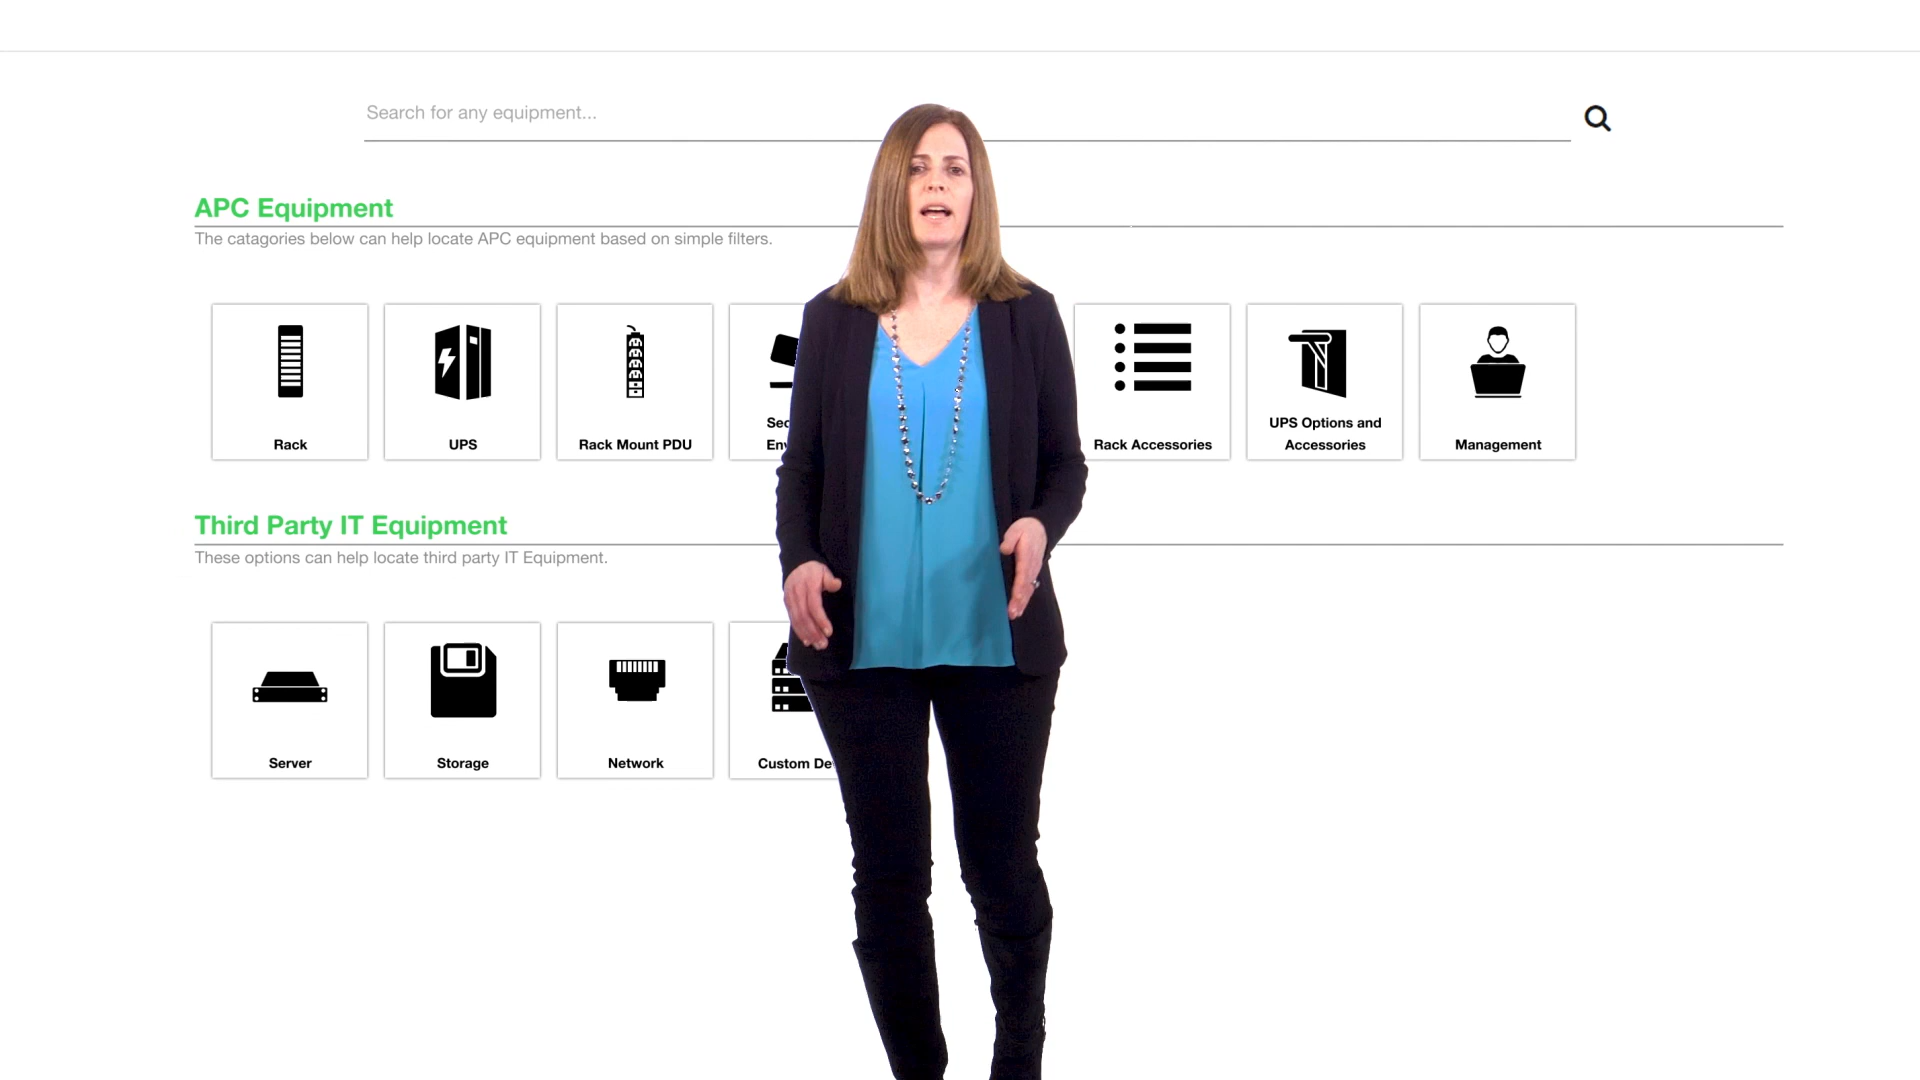 Search for any equipment...
APC Equipment
The catagories below can help locate APC equipment based on simple filters.
Rack
UPS
Rack Mount PDU
Rack Accessories
UPS Options and
Accessories
Management
Third Party IT Equipment
These options can help locate third party IT Equipment.
Server
Storage
Network
Custom